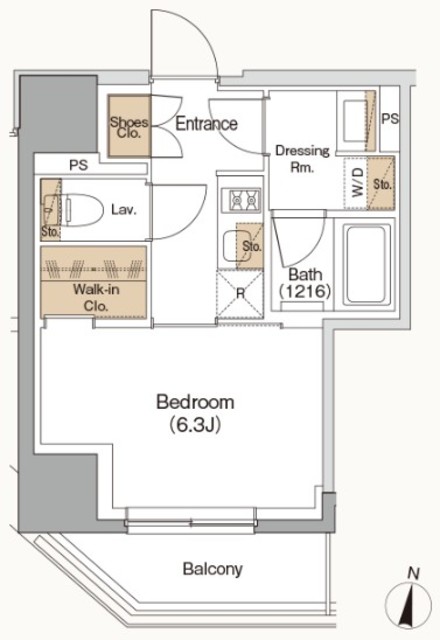 Shoes
Clo.
Entrance
PS
PS
Dressing
Rm.
W/D
Sto.
Lav.
Sto.
Sto.
Walk-in
Clo.
R
Bath
(1216)
Bedroom
(6.3J)
Balcony
N